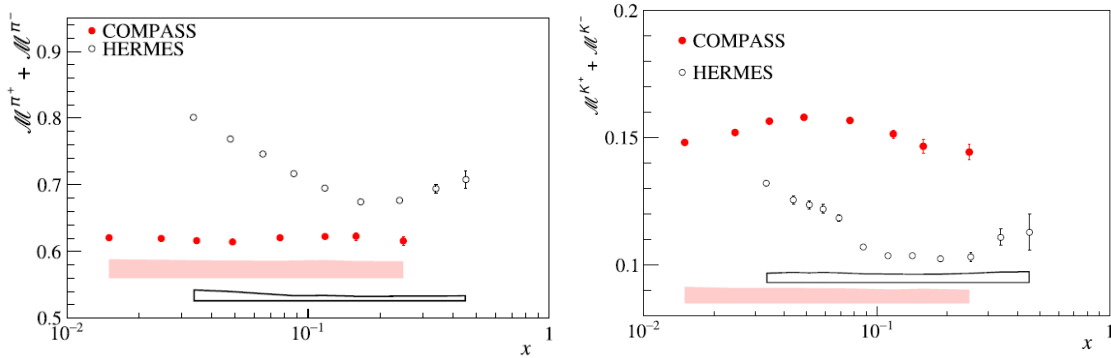 ℳ^π⁺ + ℳ^π⁻
0.9
0.8
0.7
0.6
0.5
COMPASS
HERMES
10⁻²
10⁻¹
1
x
ℳ^K⁺ + ℳ^K⁻
0.2
0.15
0.1
COMPASS
HERMES
10⁻²
10⁻¹
1
x